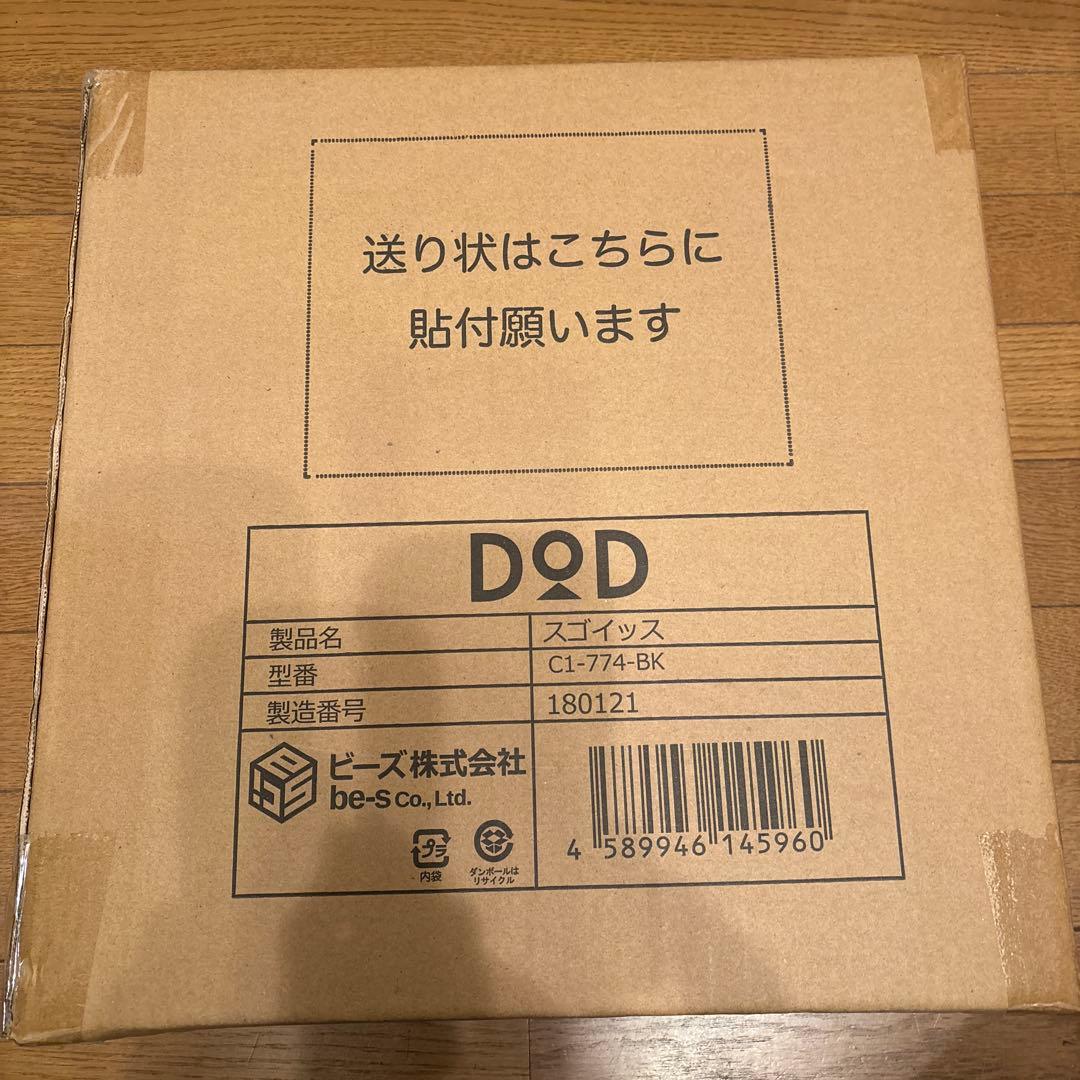 送り状はこちらに
貼付願います
DOD
製品名 スゴイッス
型番 C1-774-BK
製造番号 180121
ビーズ株式会社
be-s Co., Ltd.
プラ
内袋
ダンボールは
リサイクル
4 589946 145960